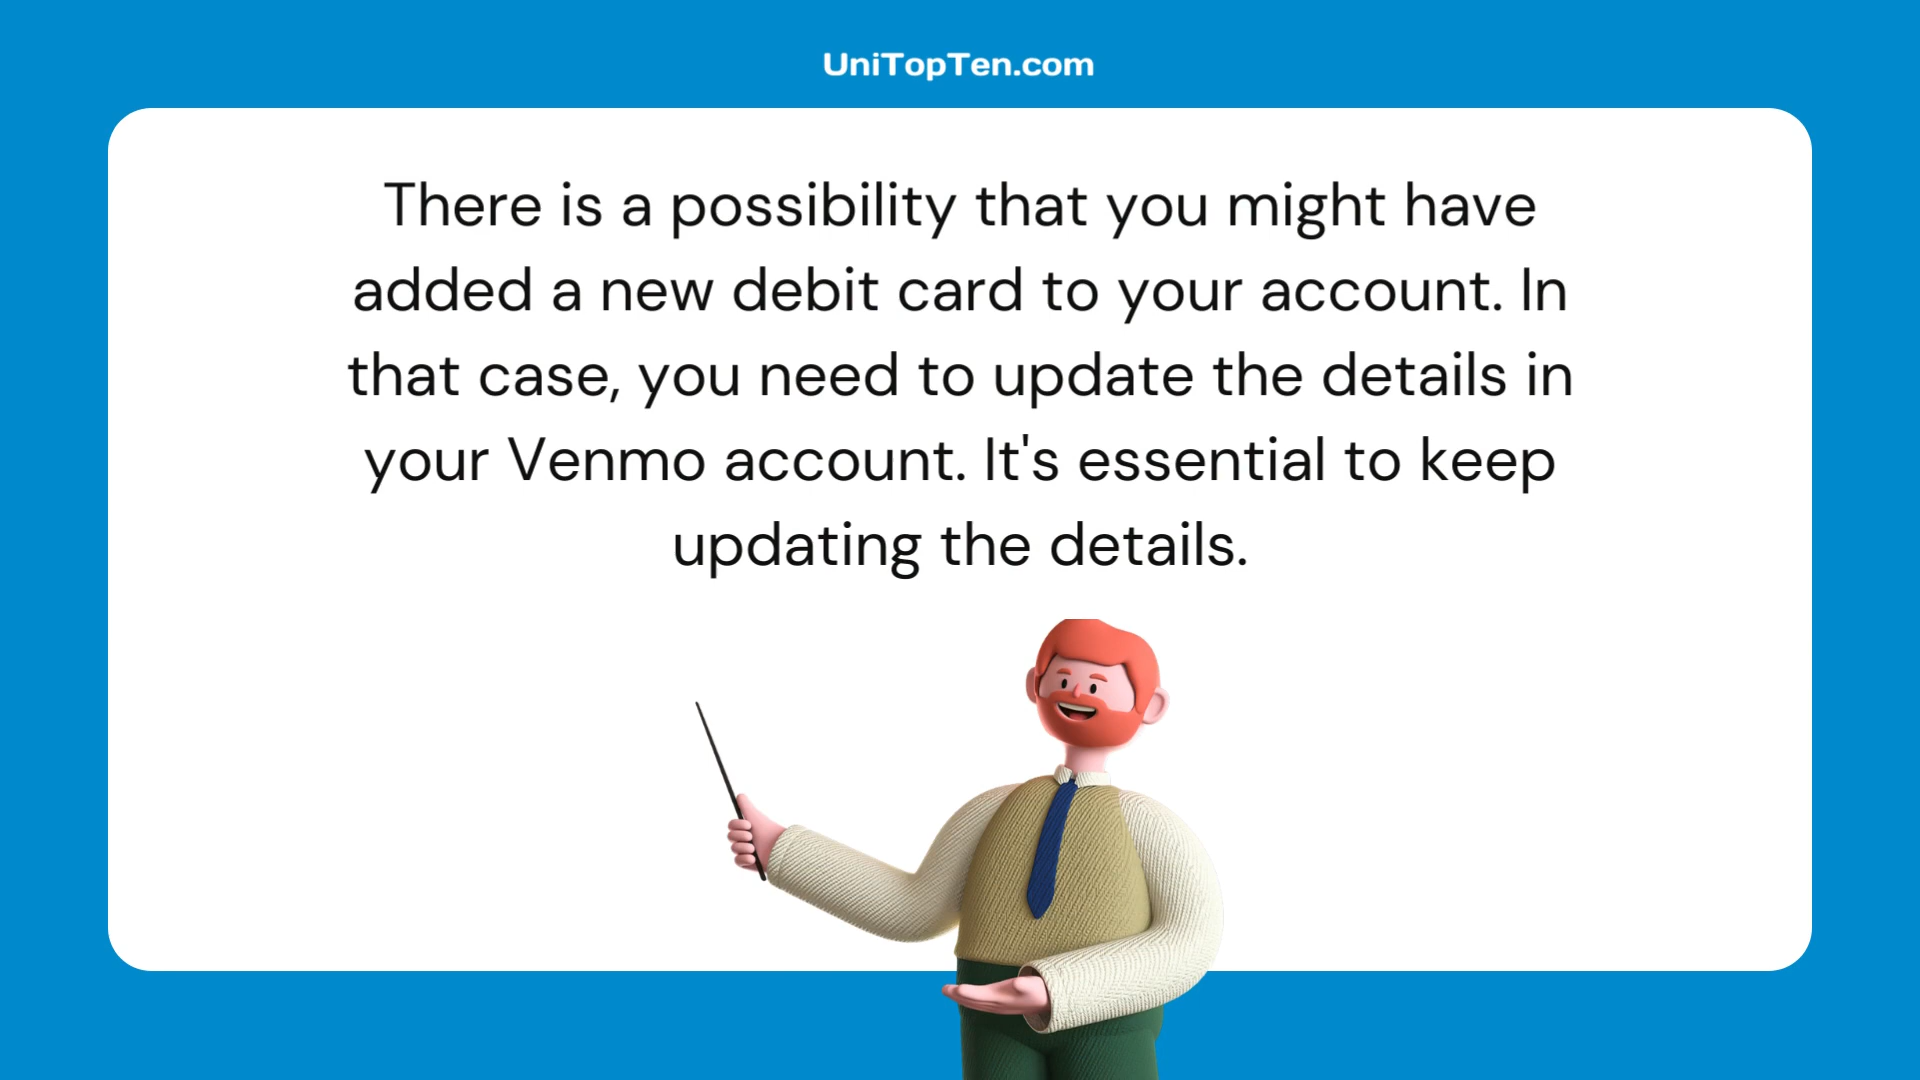 UniTopTen.com
There is a possibility that you might have
added a new debit card to your account. In
that case, you need to update the details in
your Venmo account. It's essential to keep
updating the details.